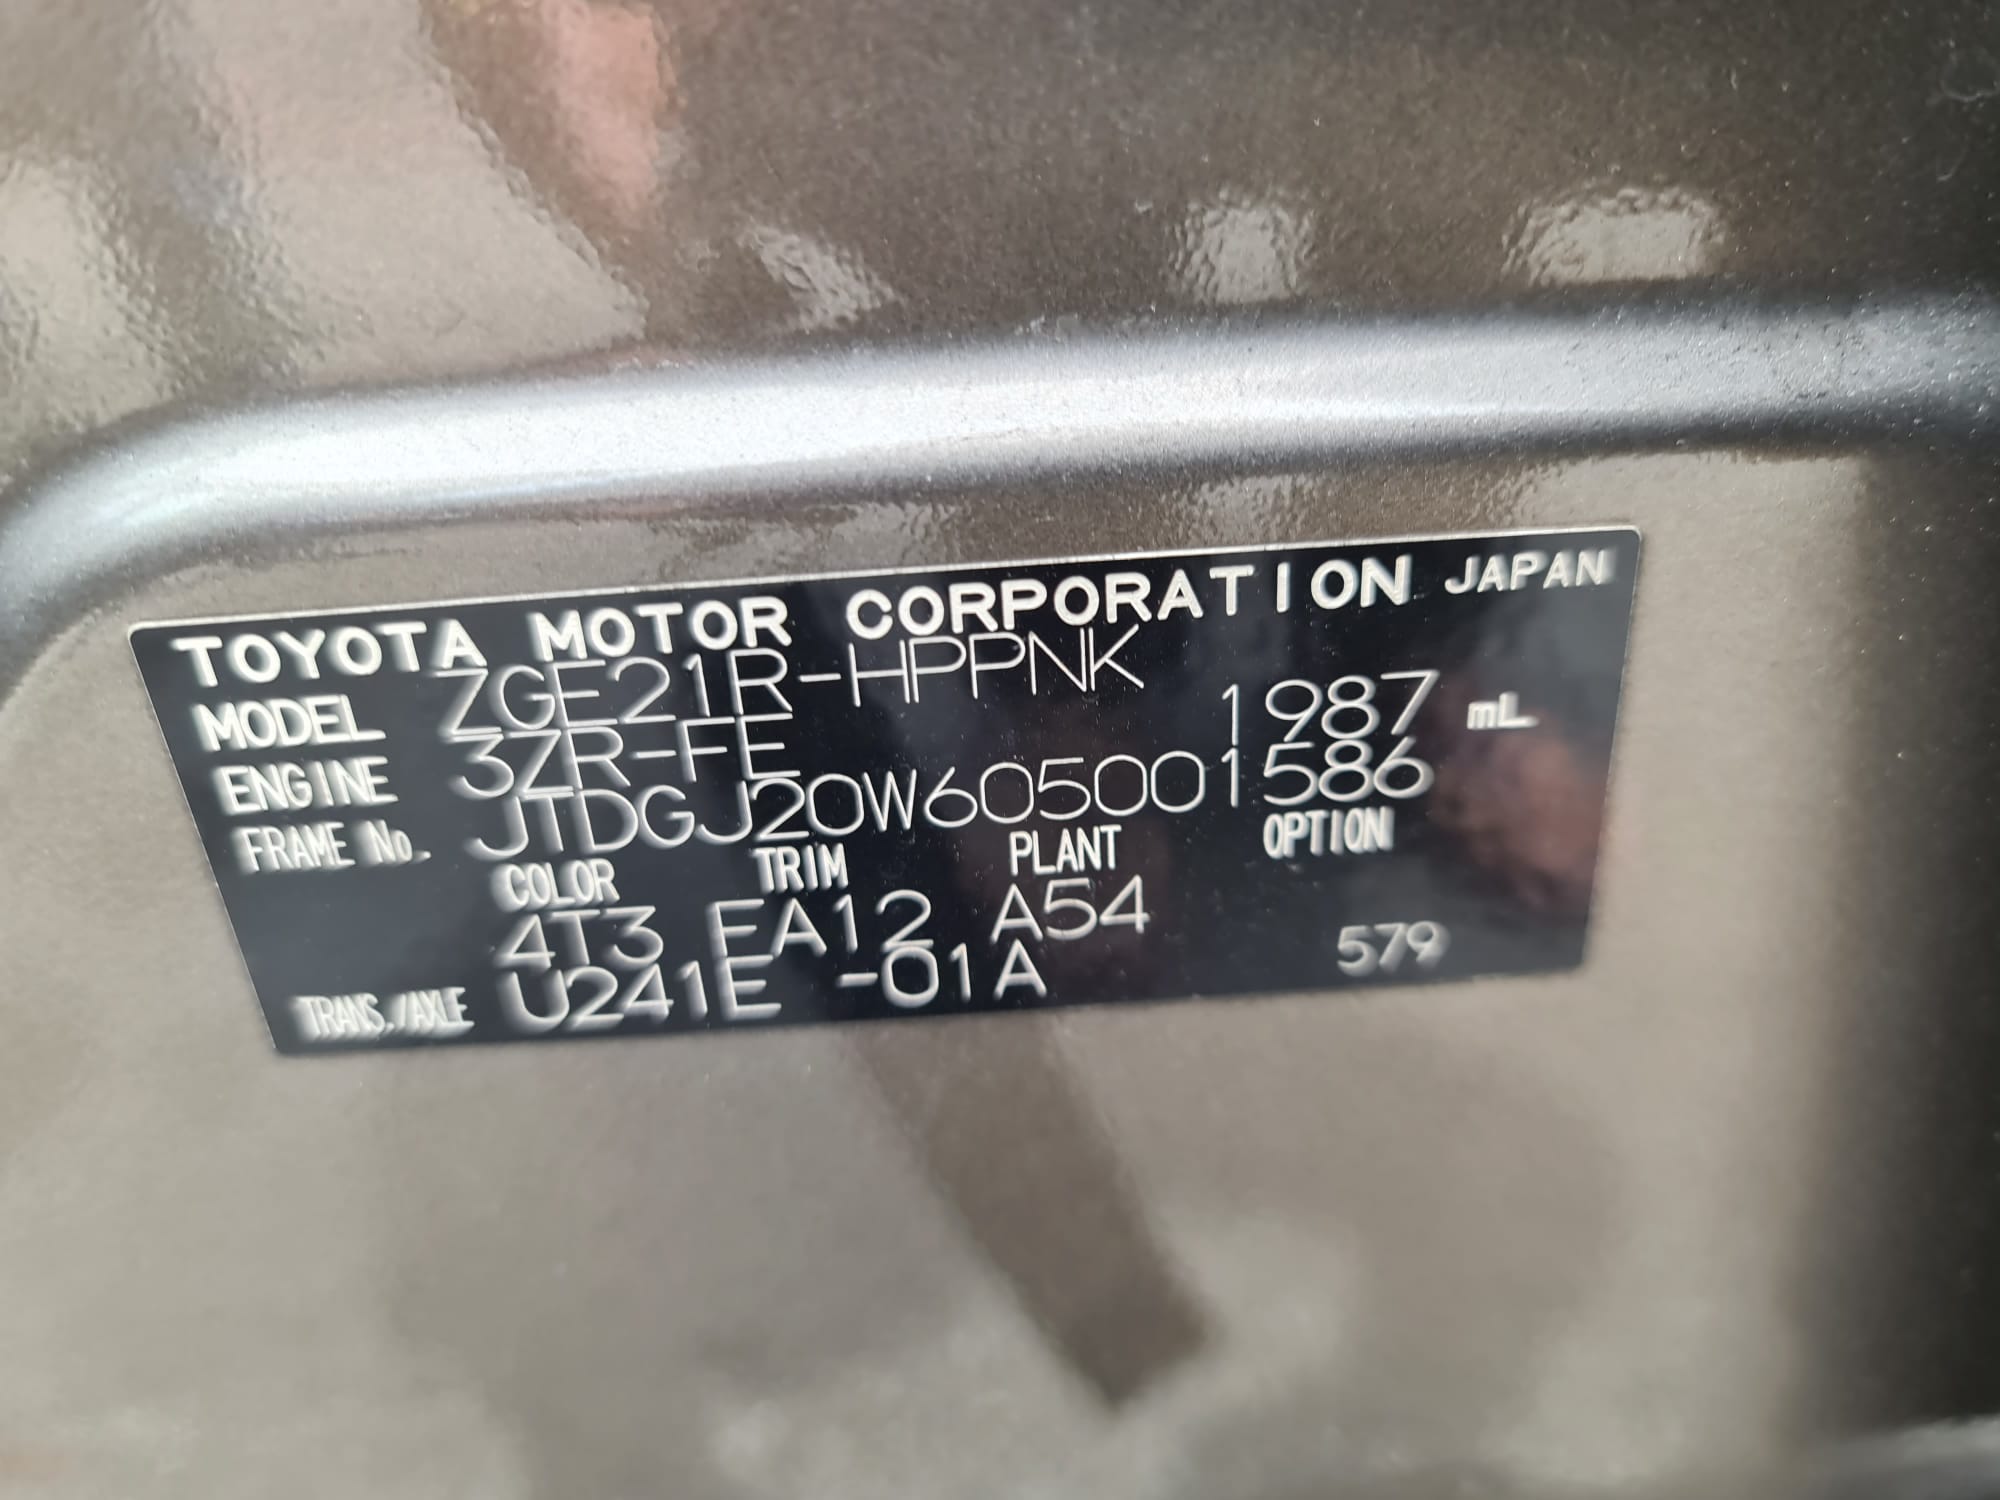 TOYOTA MOTOR CORPORATION JAPAN
MODEL ZGE21R-HPPNK
ENGINE 3ZR-FE 1987 mL
FRAME No. JTDGJ20W605001586
COLOR TRIM PLANT OPTION
4T3 FA12 A54
TRANS./AXLE U241E -01A 579